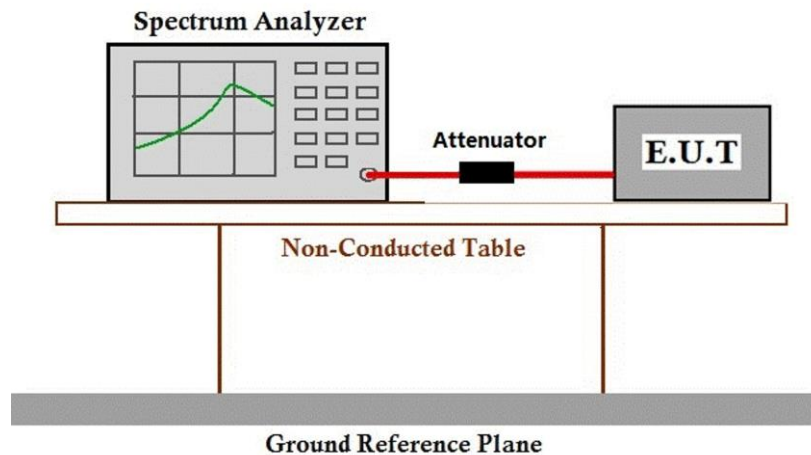 Spectrum Analyzer
Attenuator
E.U.T
Non-Conducted Table
Ground Reference Plane